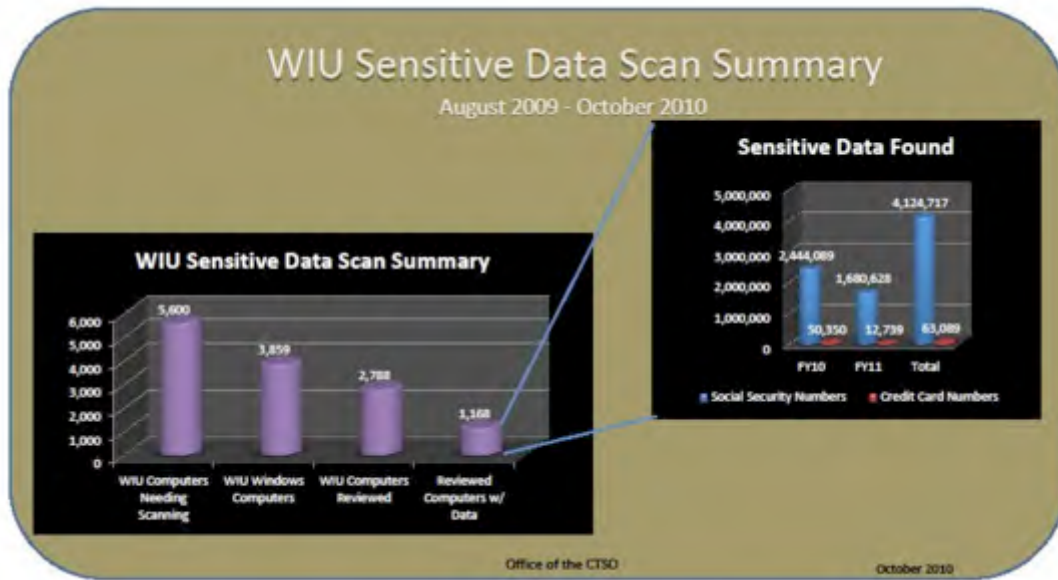 WIU Sensitive Data Scan Summary
August 2009 - October 2010
WIU Sensitive Data Scan Summary
6,000
5,000
4,000
3,000
2,000
1,000
0
5,600
3,859
2,788
1,168
WIU Computers
Needing
Scanning
WIU Windows
Computers
WIU Computers
Reviewed
Reviewed
Computers w/
Data
Sensitive Data Found
5,000,000
4,000,000
3,000,000
2,000,000
1,000,000
0
2,444,089
50,350
1,680,628
12,739
4,124,717
63,089
FY10
FY11
Total
Social Security Numbers
Credit Card Numbers
Office of the CTSO
October 2010